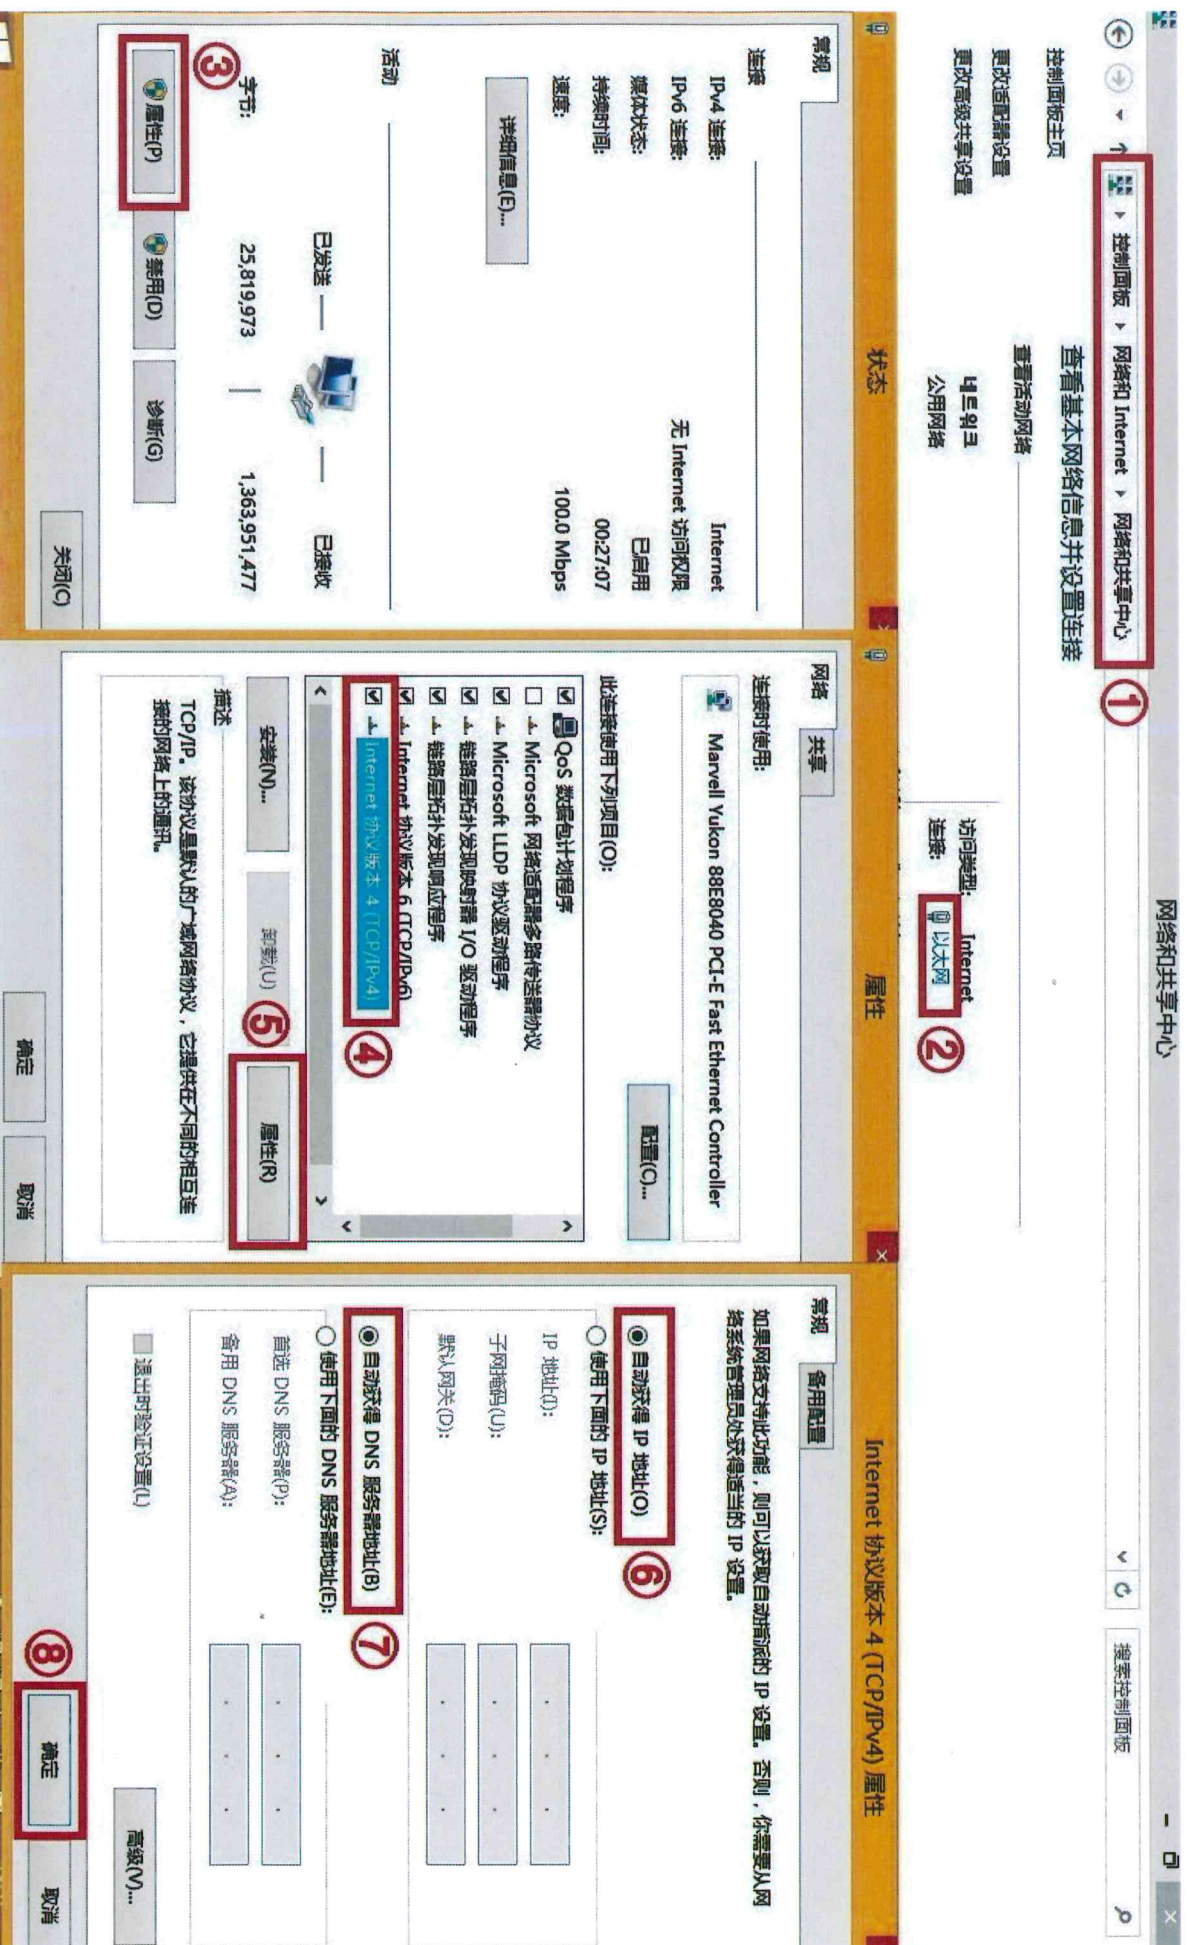 网络和共享中心
控制面板 网络和 Internet 网络和共享中心
①
搜索控制面板
控制面板主页
更改适配器设置
更改高级共享设置
查看基本网络信息并设置连接
查看活动网络
네트워크
公用网络
访问类型: Internet
连接: 以太网
②
状态
常规
连接
IPv4 连接: Internet
IPv6 连接: 无 Internet 访问权限
媒体状态: 已启用
持续时间: 00:27:07
速度: 100.0 Mbps
详细信息(E)...
活动
已发送 — — 已接收
字节: 25,819,973 | 1,363,951,477
③
属性(P) 禁用(D) 诊断(G)
关闭(C)
属性
网络 共享
连接时使用:
Marvell Yukon 88E8040 PCI-E Fast Ethernet Controller
配置(C)...
此连接使用下列项目(O):
QoS 数据包计划程序
Microsoft 网络适配器多路传送器协议
Microsoft LLDP 协议驱动程序
链路层拓扑发现映射器 I/O 驱动程序
链路层拓扑发现响应程序
Internet 协议版本 6 (TCP/IPv6)
Internet 协议版本 4 (TCP/IPv4)
④
安装(N)... 卸载(U) 属性(R)
⑤
描述
TCP/IP。该协议是默认的广域网络协议，它提供在不同的相互连
接的网络上的通讯。
确定 取消
Internet 协议版本 4 (TCP/IPv4) 属性
常规 备用配置
如果网络支持此功能，则可以获取自动指派的 IP 设置。否则，你需要从网
络系统管理员处获得适当的 IP 设置。
自动获得 IP 地址(O)
⑥
使用下面的 IP 地址(S):
IP 地址(I):
子网掩码(U):
默认网关(D):
自动获得 DNS 服务器地址(B)
⑦
使用下面的 DNS 服务器地址(E):
首选 DNS 服务器(P):
备用 DNS 服务器(A):
退出时验证设置(L)
高级(V)...
⑧
确定 取消